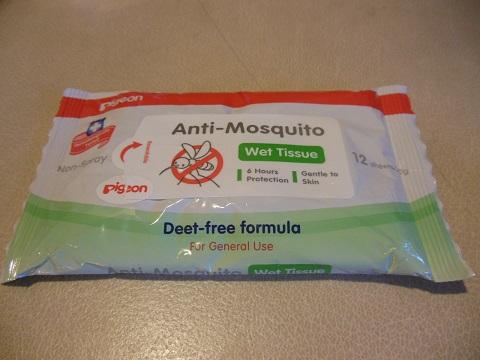 Pigeon
Anti-Mosquito
Wet Tissue
Non-Spray
12
6 Hours
Protection
Gentle to
Skin
Pigeon
Deet-free formula
For General Use
Anti-Mosquito Wet Tissue